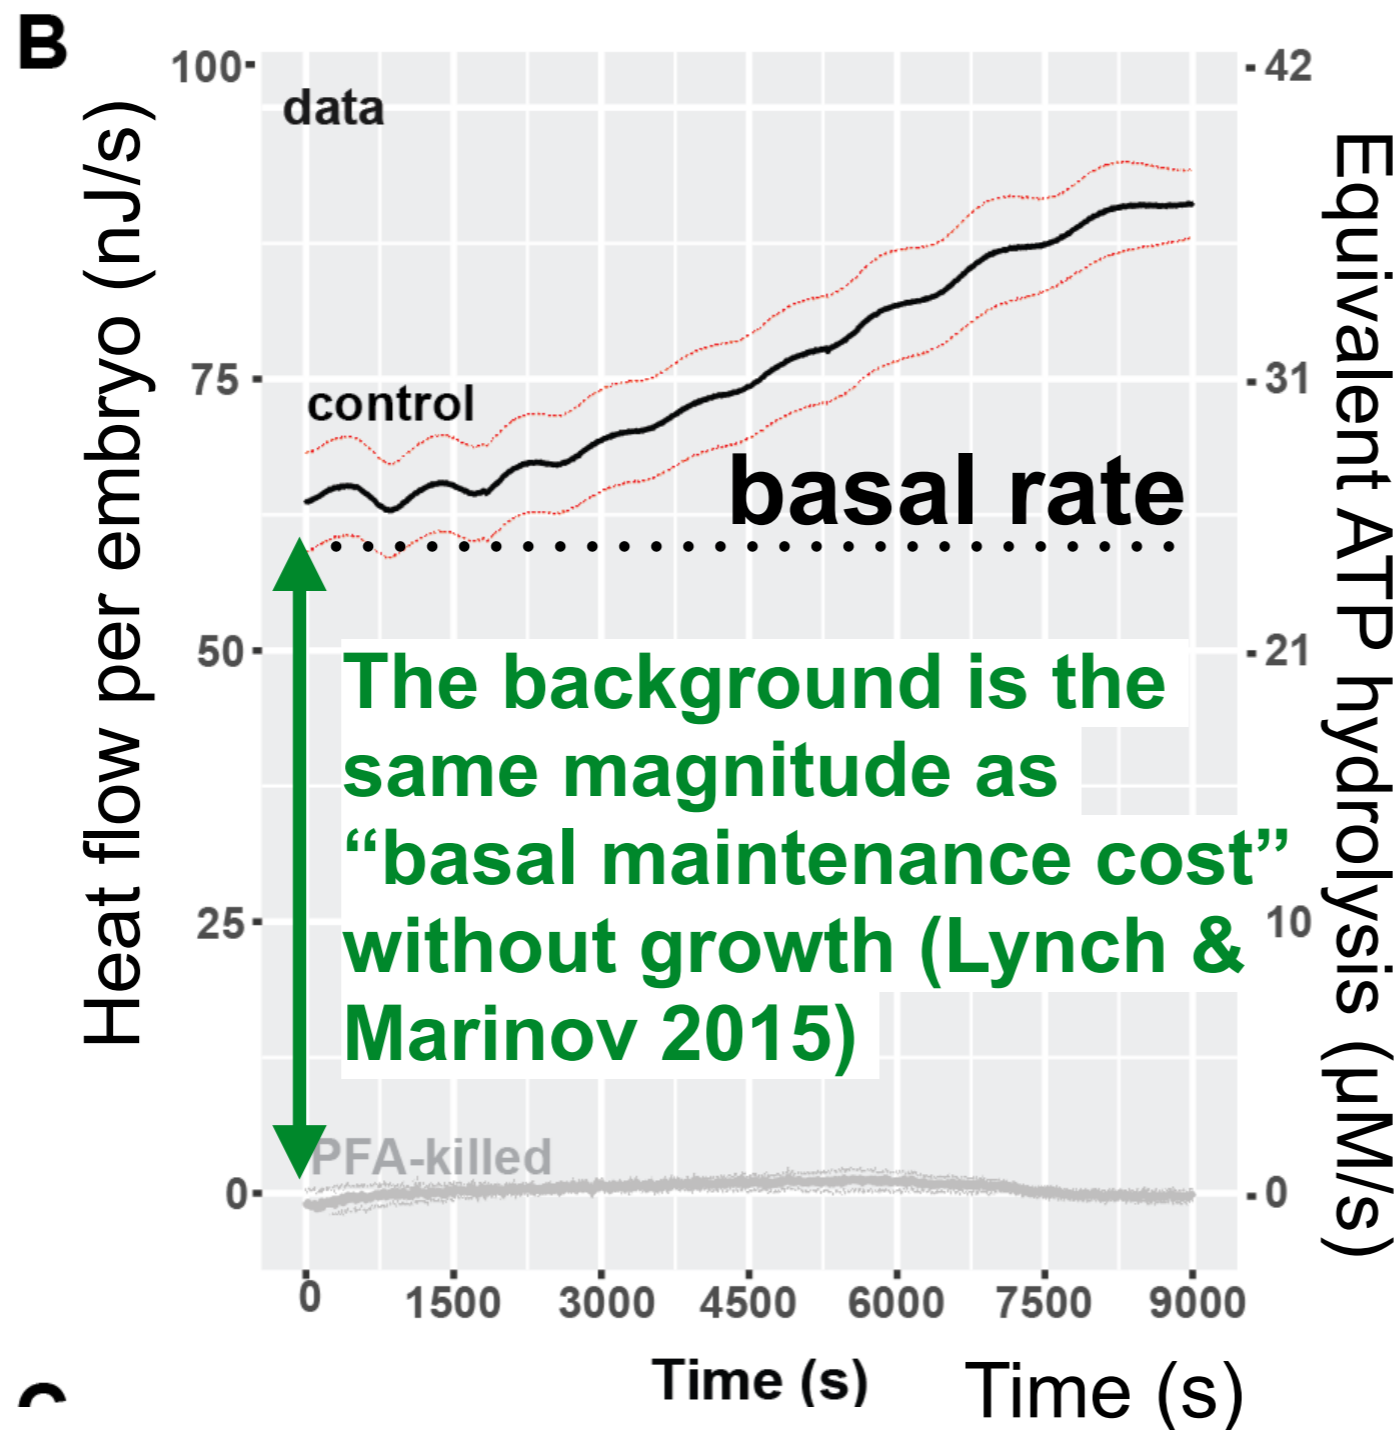 B
Heat flow per embryo (nJ/s)
100
75
50
25
0
data
control
basal rate
The background is the
same magnitude as
“basal maintenance cost”
without growth (Lynch &
Marinov 2015)
PFA-killed
42
31
21
10
0
Equivalent ATP hydrolysis (µM/s)
0 1500 3000 4500 6000 7500 9000
Time (s) Time (s)